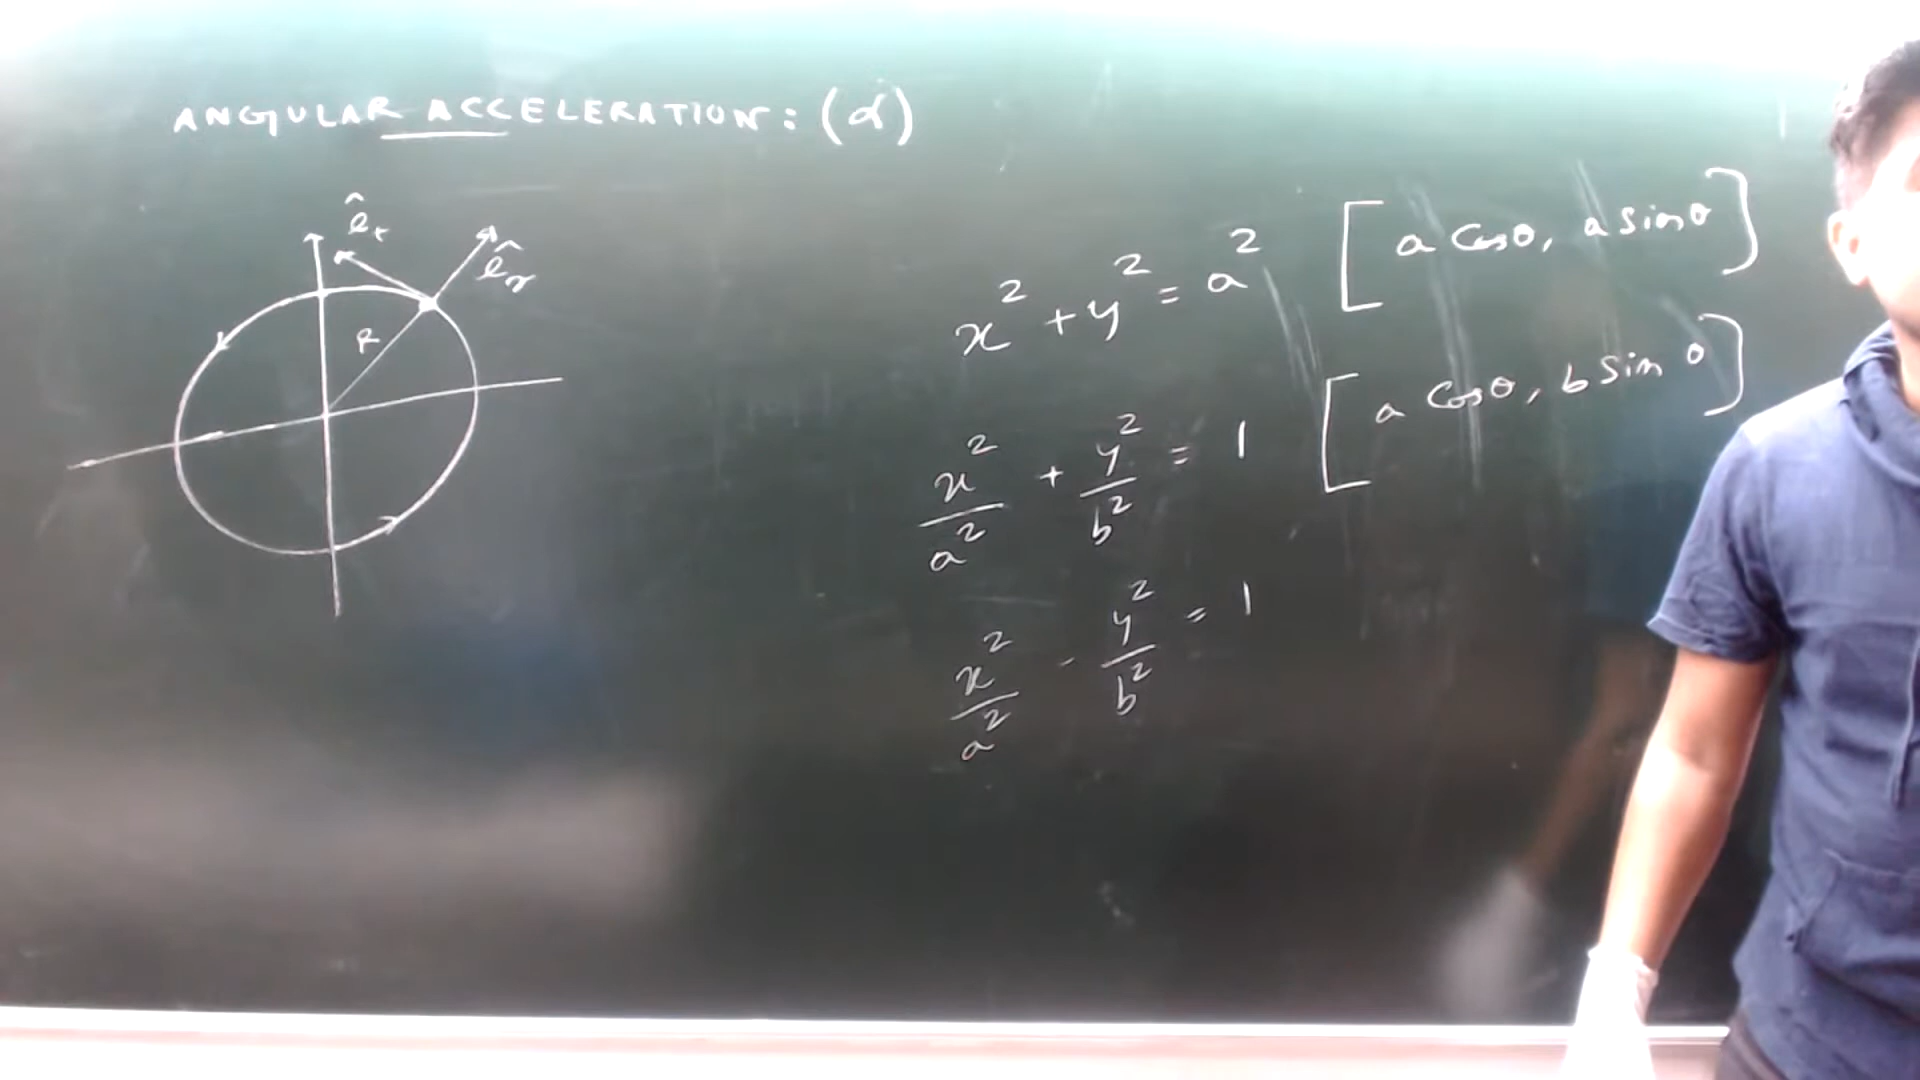 ANGULAR ACCELERATION: (α)
ê_t
ê_r
R
x² + y² = a² [a cosθ, a sinθ]
x²/a² + y²/b² = 1 [a cosθ, b sinθ]
x²/a² - y²/b² = 1